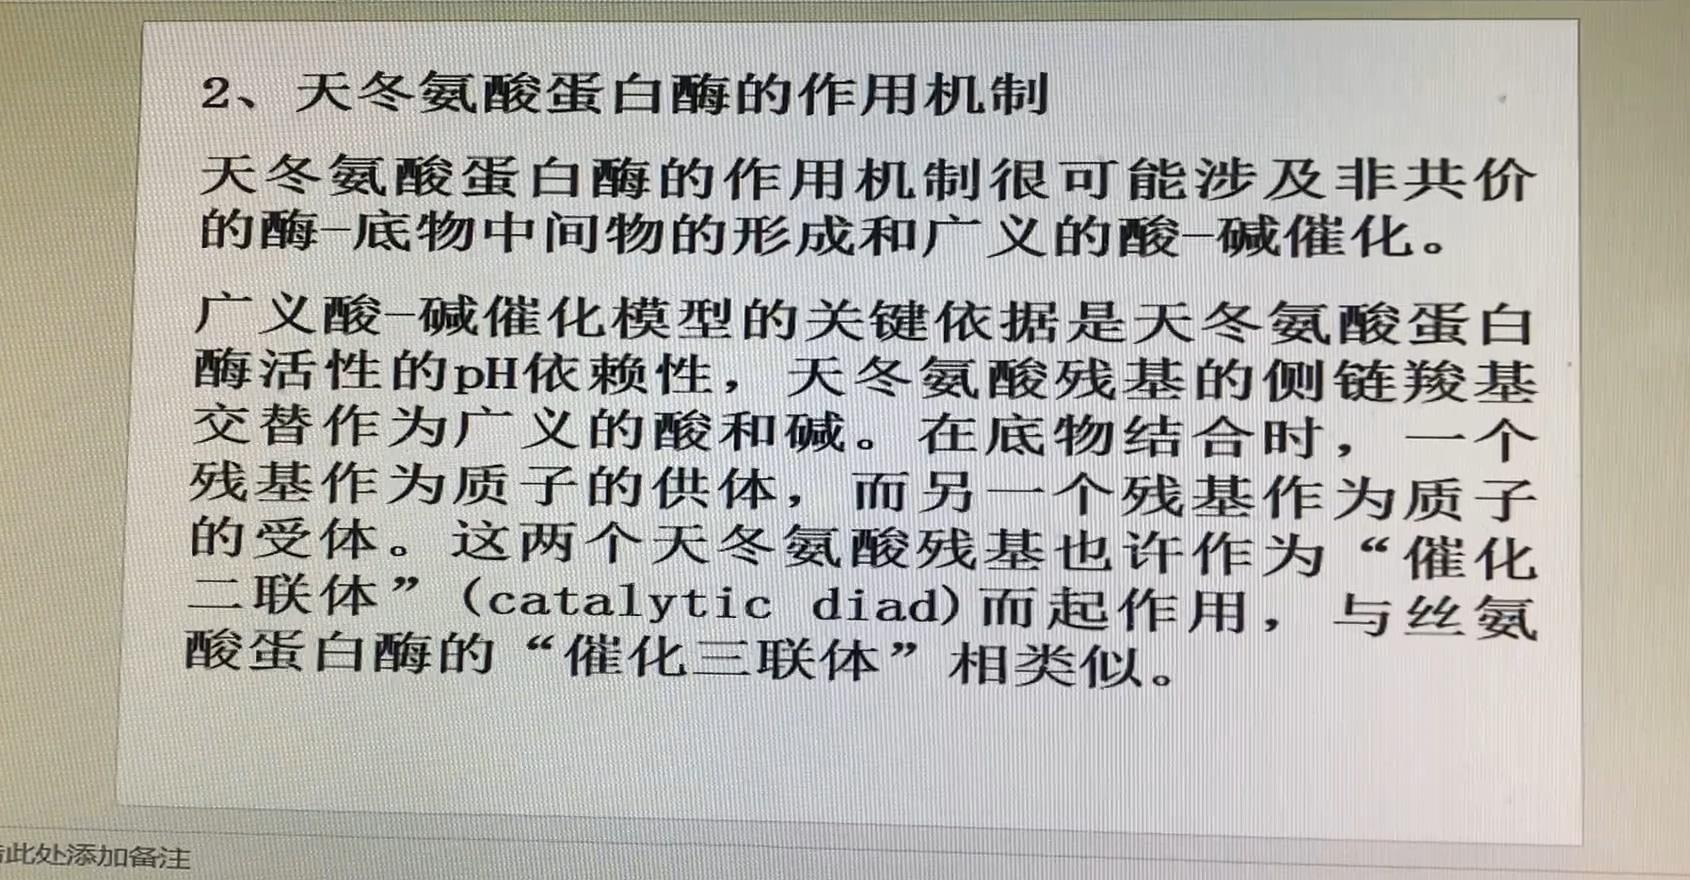 2、天冬氨酸蛋白酶的作用机制
天冬氨酸蛋白酶的作用机制很可能涉及非共价
的酶-底物中间物的形成和广义的酸-碱催化。
广义酸-碱催化模型的关键依据是天冬氨酸蛋白
酶活性的pH依赖性，天冬氨酸残基的侧链羧基
交替作为广义的酸和碱。在底物结合时，一个
残基作为质子的供体，而另一个残基作为质子
的受体。这两个天冬氨酸残基也许作为“催化
二联体”(catalytic diad)而起作用，与丝氨
酸蛋白酶的“催化三联体”相类似。
此处添加备注